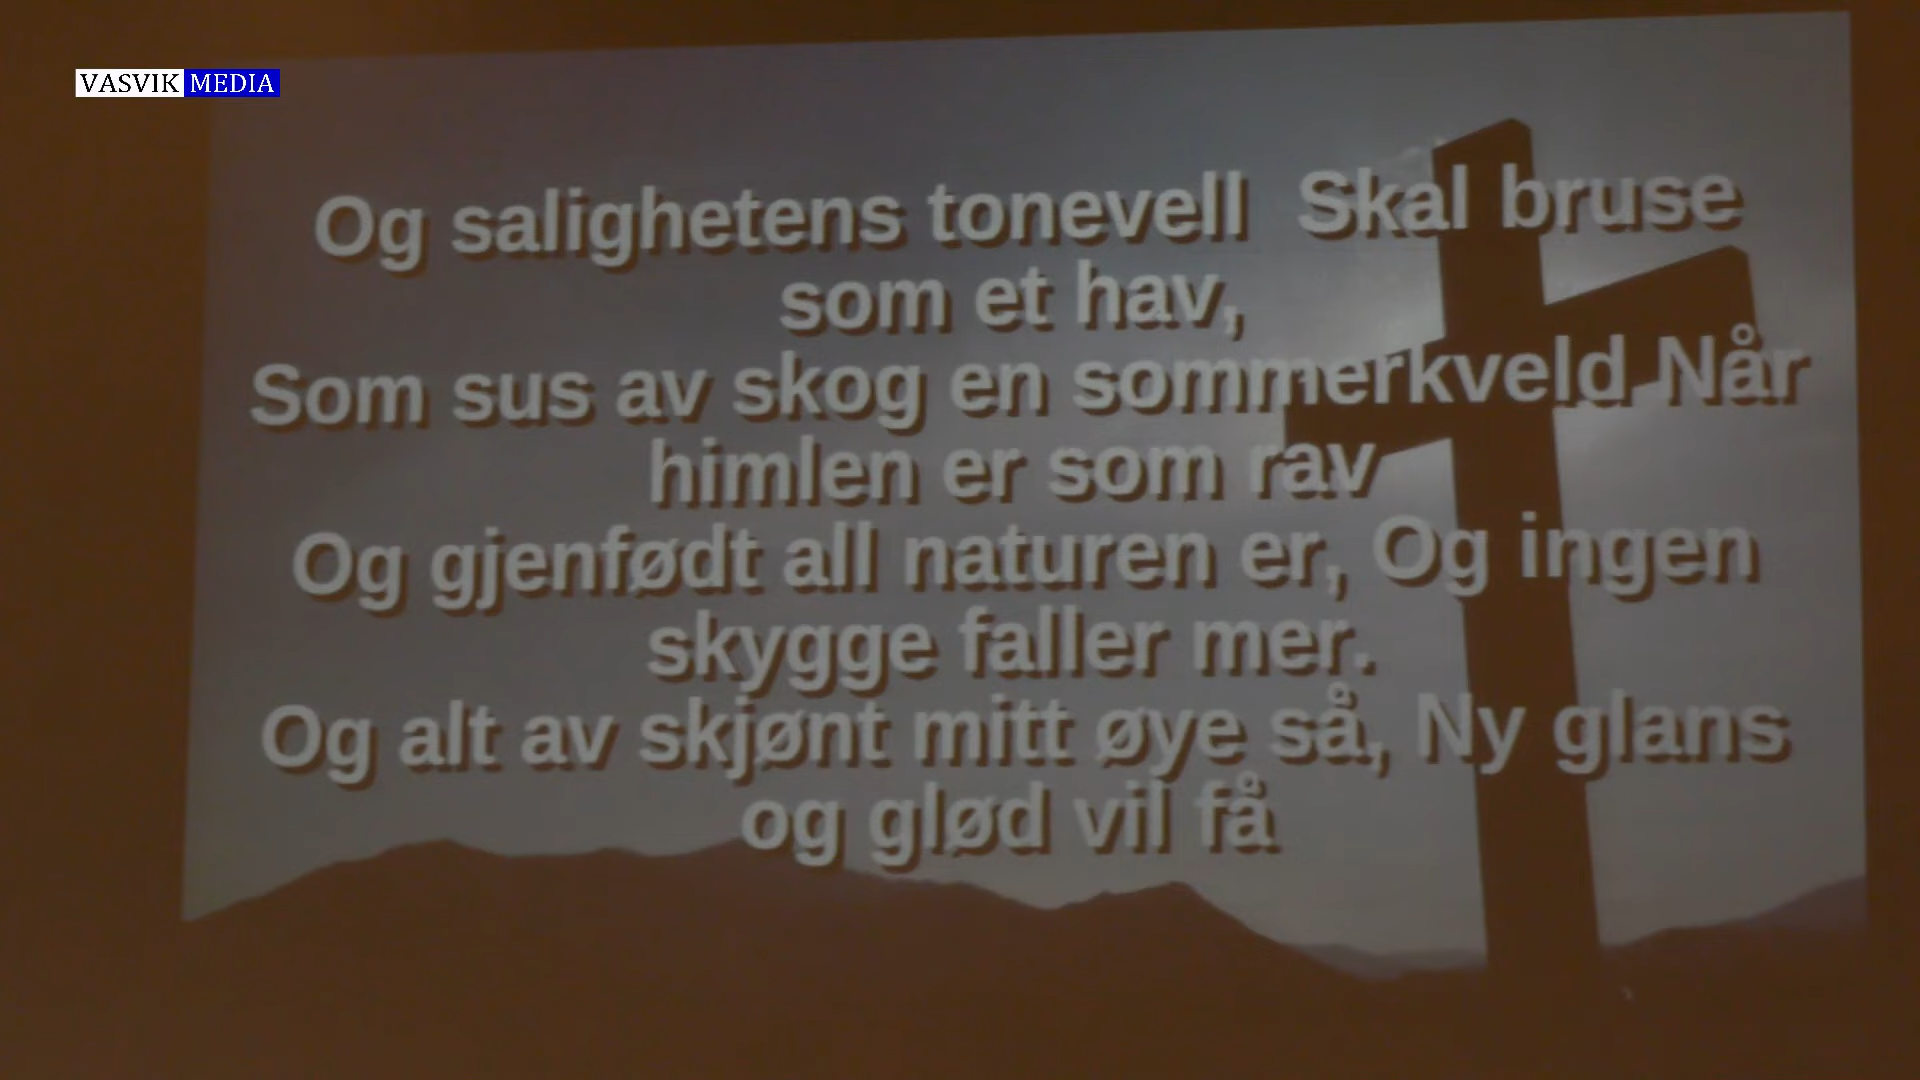 VASVIK MEDIA
Og salighetens tonevell Skal bruse
som et hav,
Som sus av skog en sommerkveld Når
himlen er som rav
Og gjenfødt all naturen er, Og ingen
skygge faller mer.
Og alt av skjønt mitt øye så, Ny glans
og glød vil få